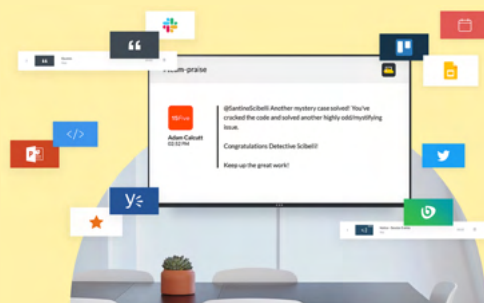 -praise
15Five
Adam Calcutt
03:52 PM
@SantinoScibelli Another mystery case solved! You've
cracked the code and solved another highly odd/mystifying
issue.
Congratulations Detective Scibelli!
Keep up the great work!